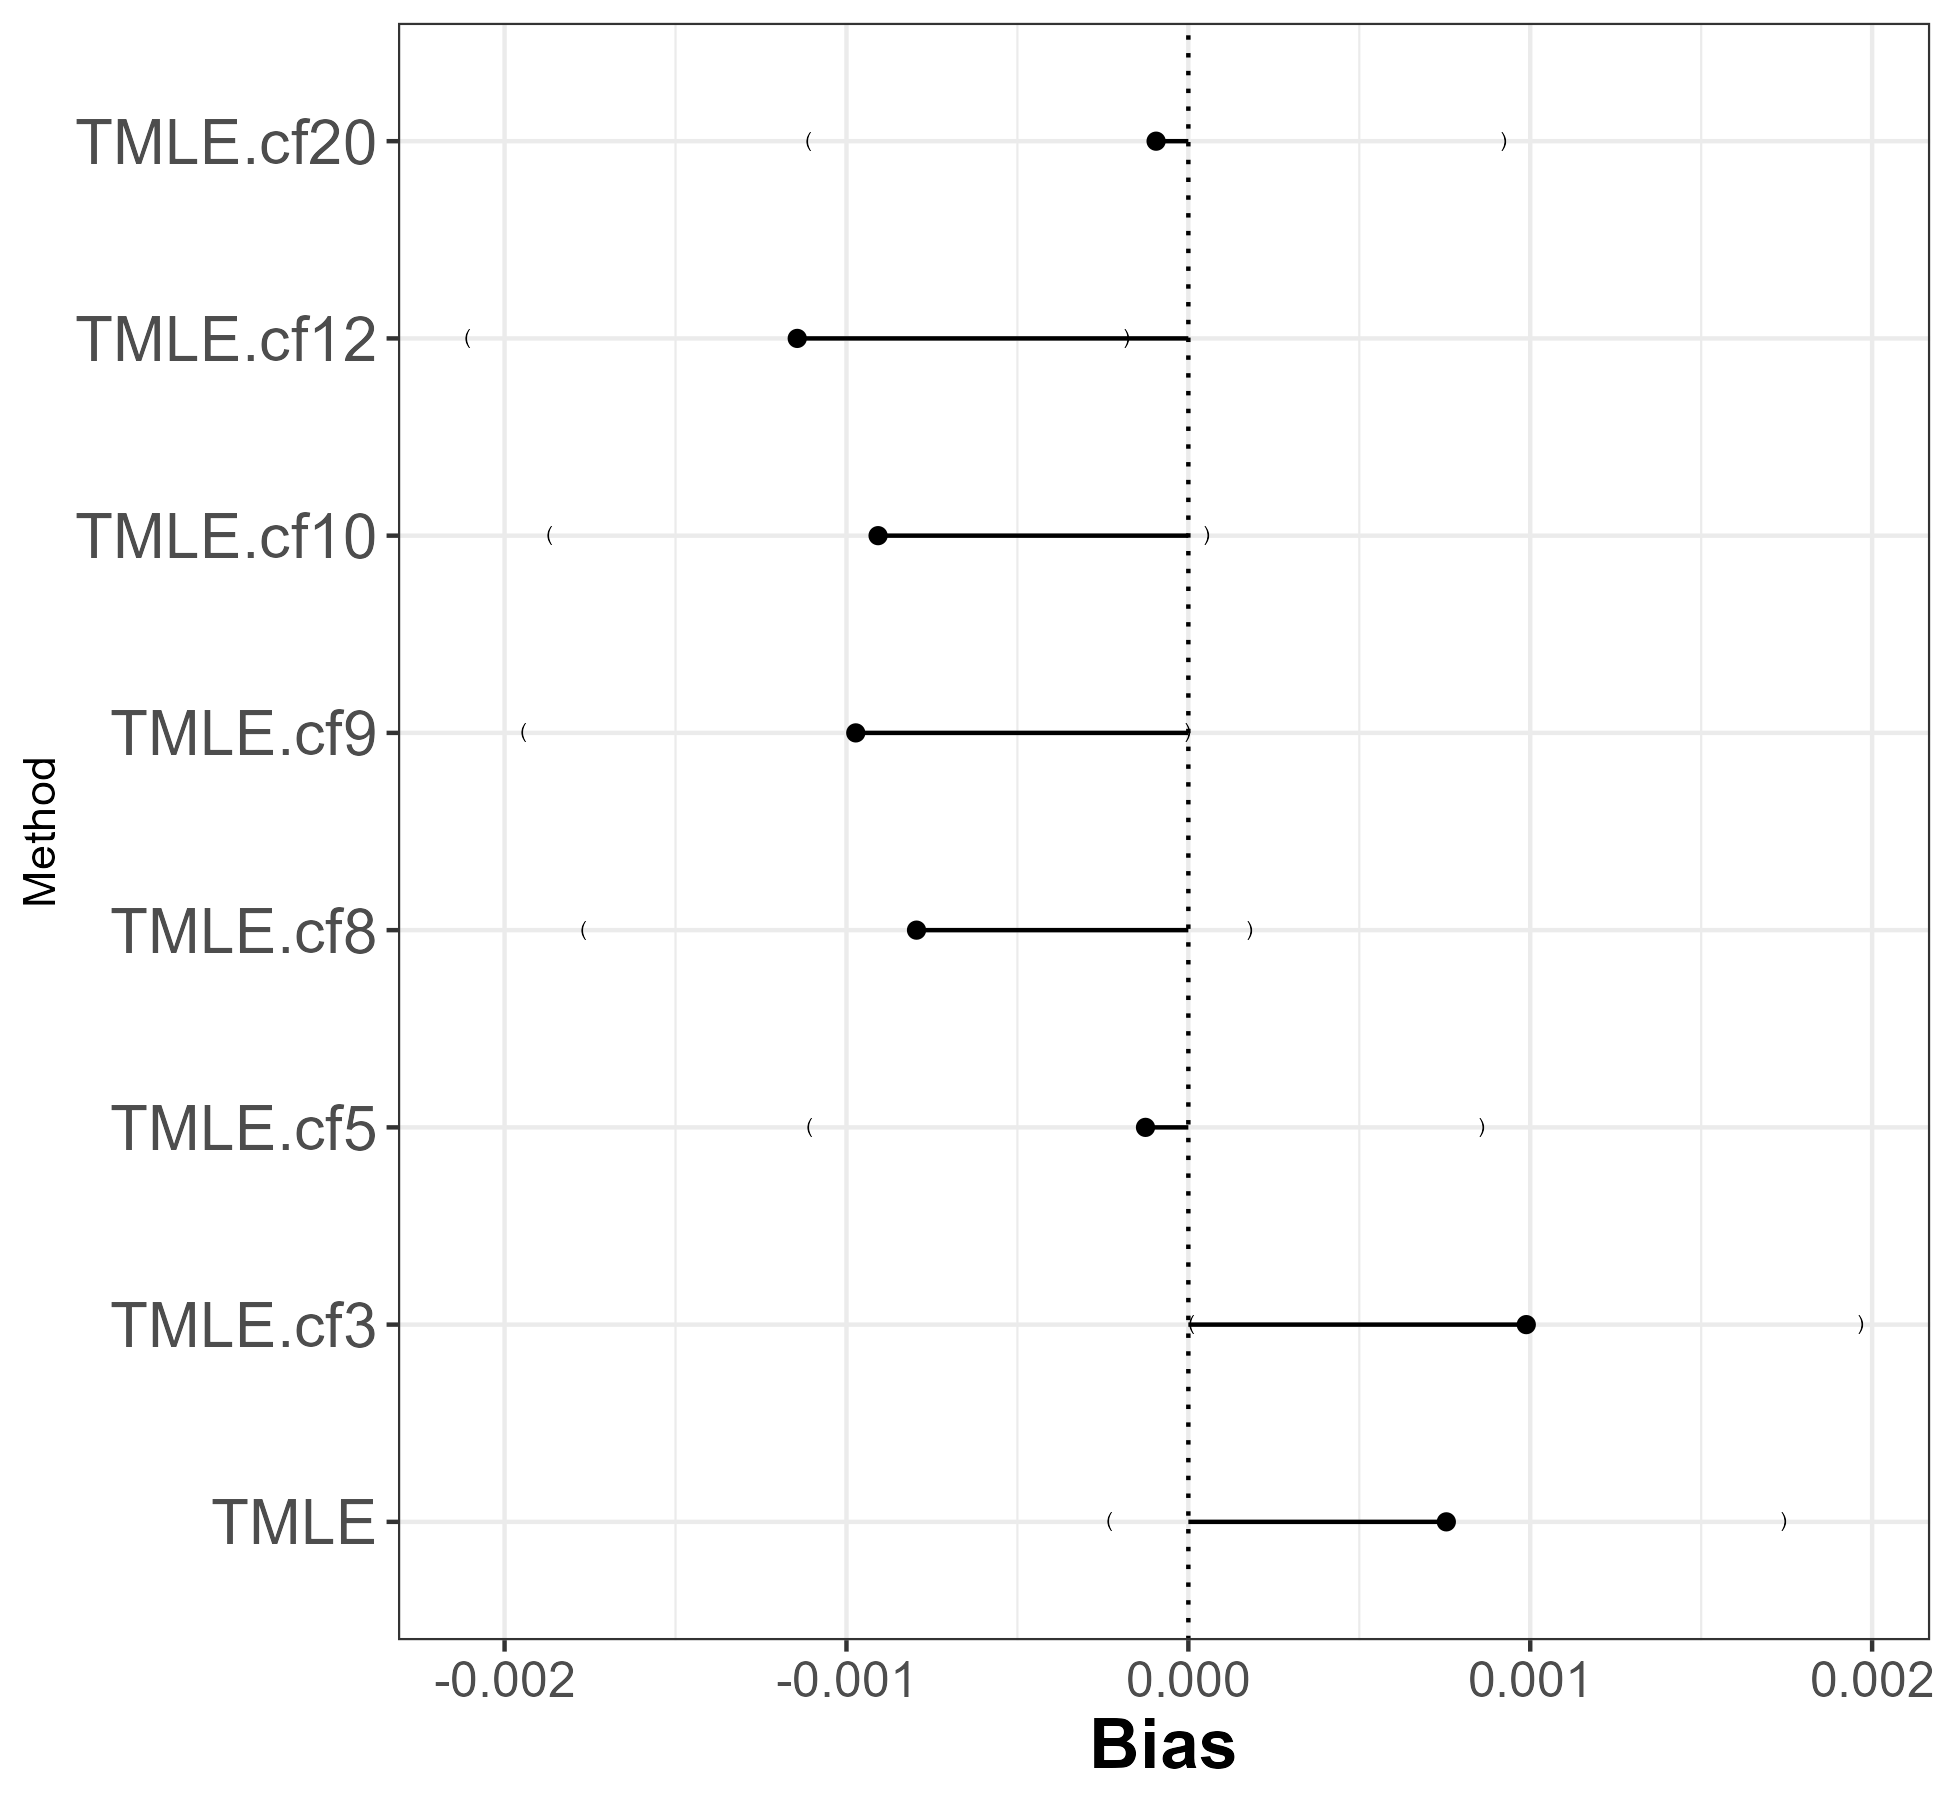 TMLE.cf20
( )
TMLE.cf12
( )
TMLE.cf10
( )
TMLE.cf9
( )
Method
TMLE.cf8
( )
TMLE.cf5
( )
TMLE.cf3
( )
TMLE
( )
-0.002 -0.001 0.000 0.001 0.002
Bias